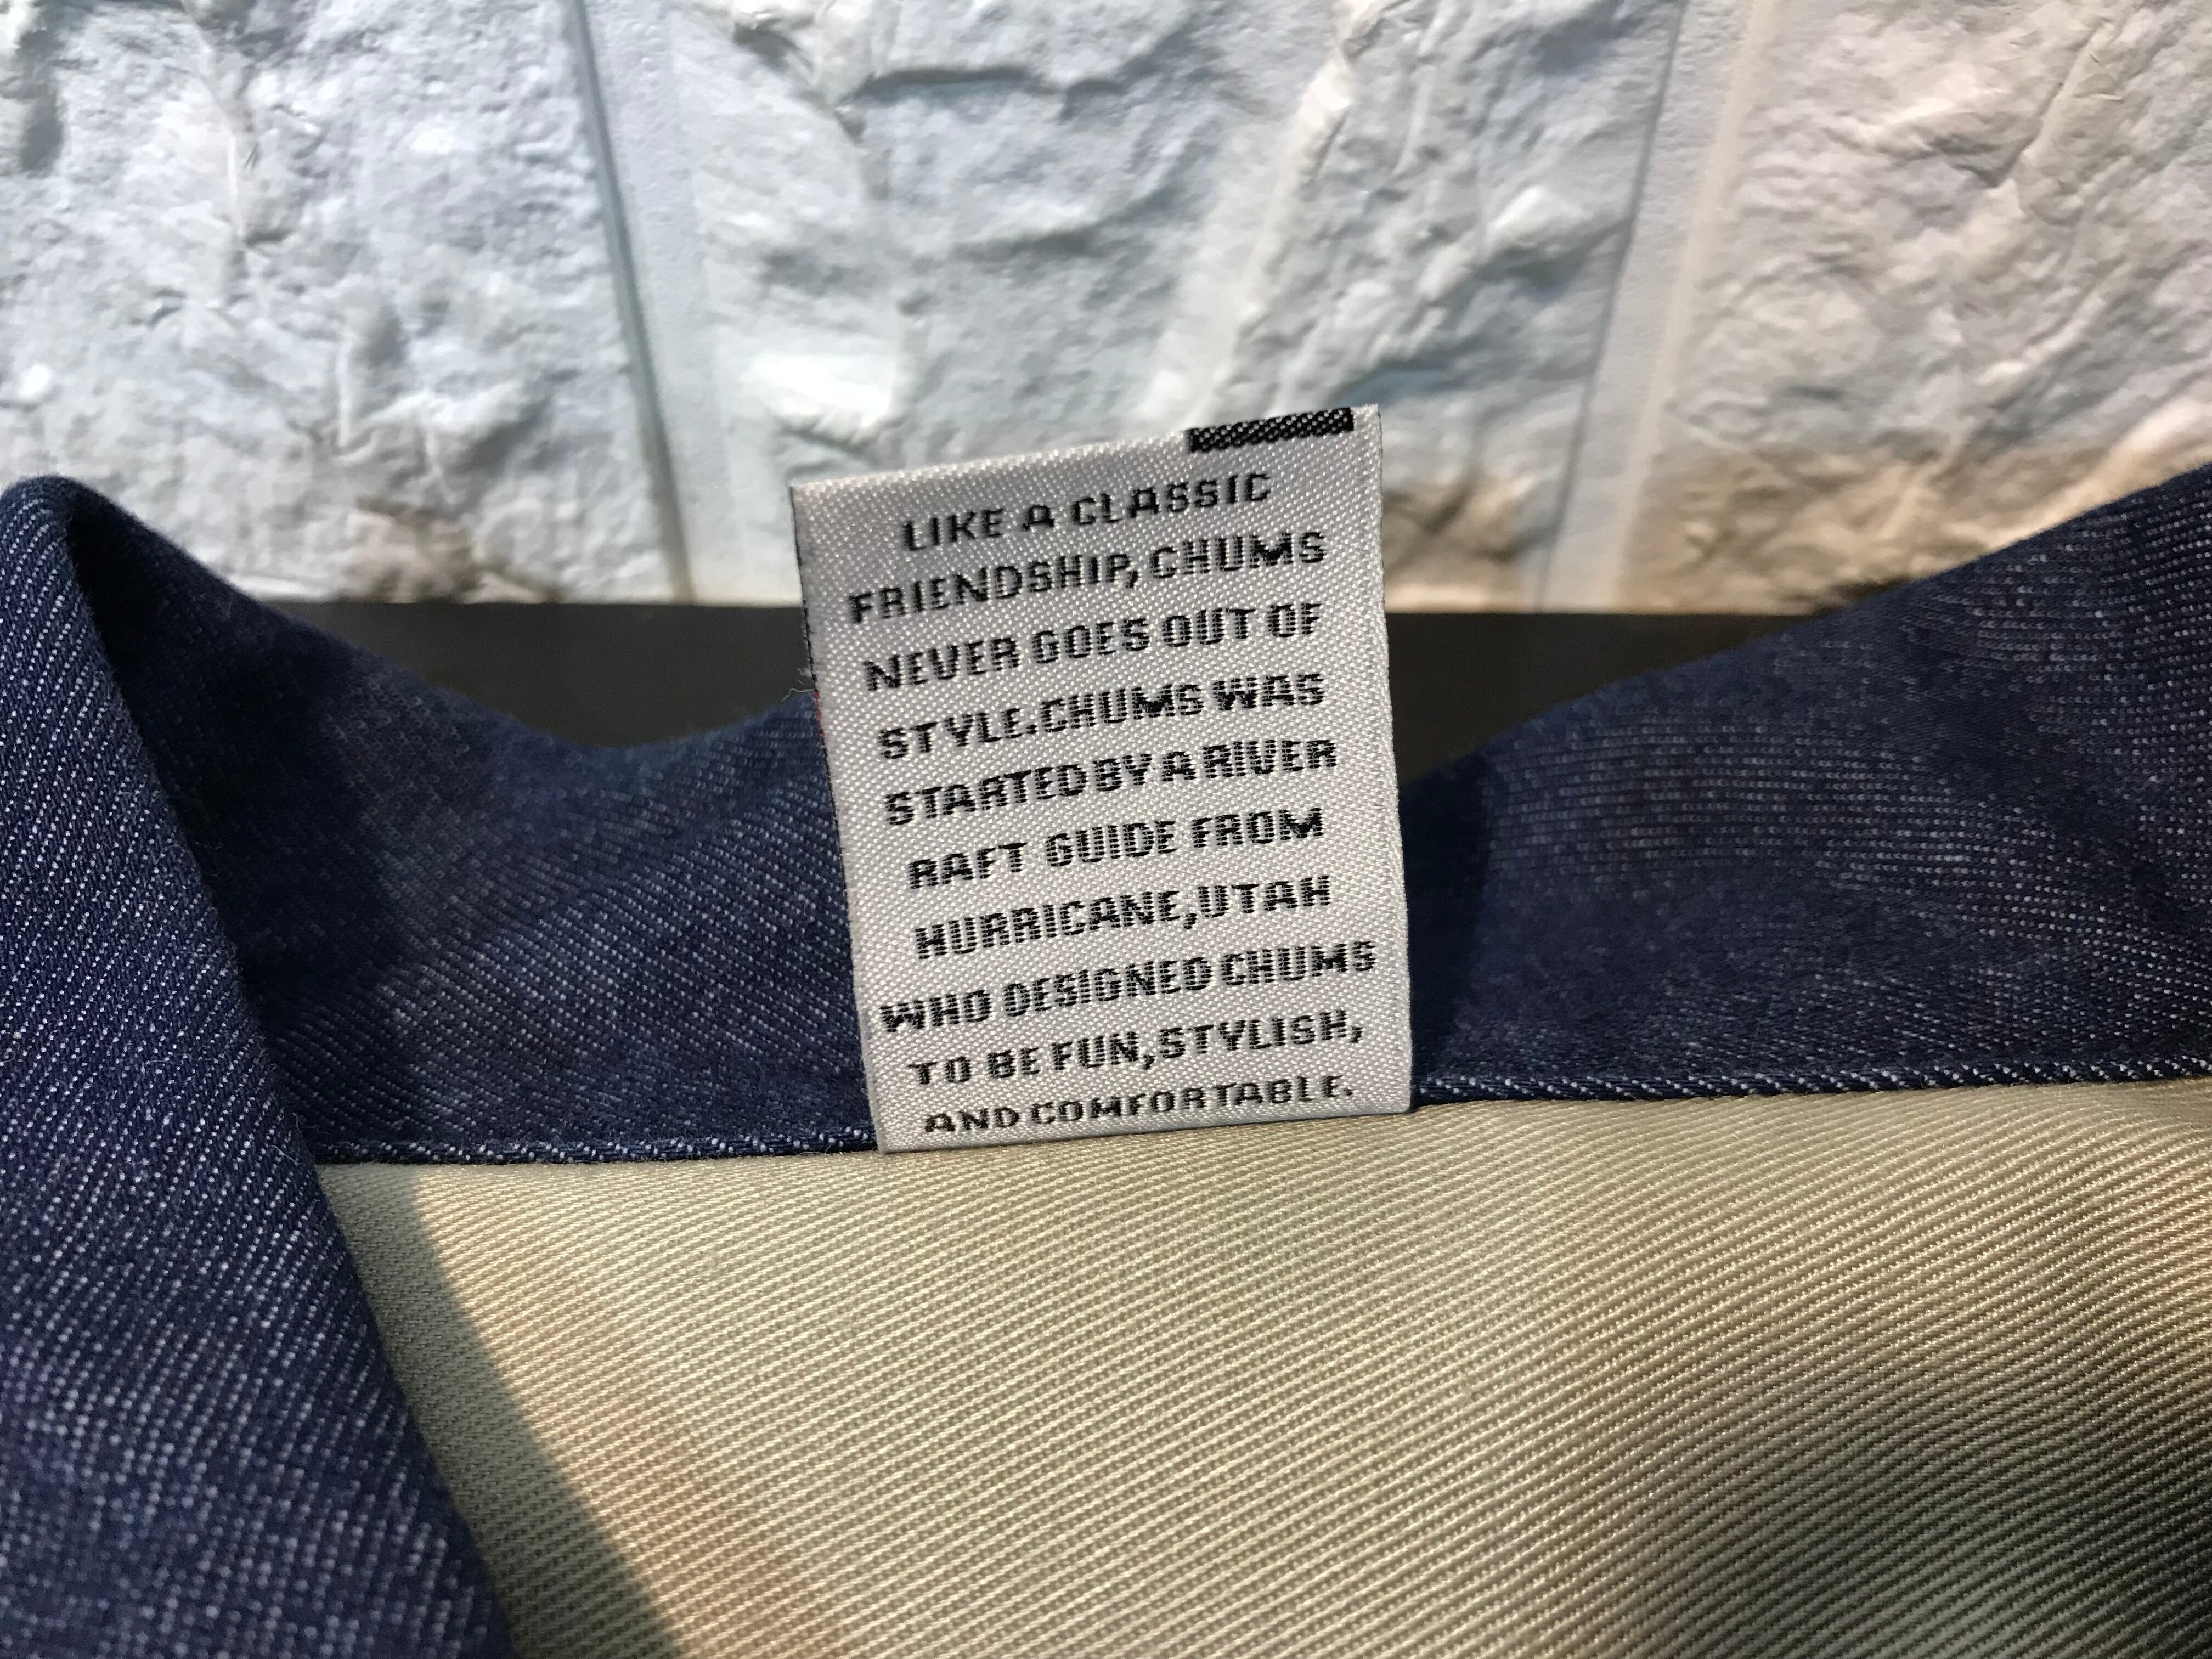 LIKE A CLASSIC
FRIENDSHIP, CHUMS
NEVER GOES OUT OF
STYLE. CHUMS WAS
STARTED BY A RIVER
RAFT GUIDE FROM
HURRICANE, UTAH
WHO DESIGNED CHUMS
TO BE FUN, STYLISH,
AND COMFORTABLE.